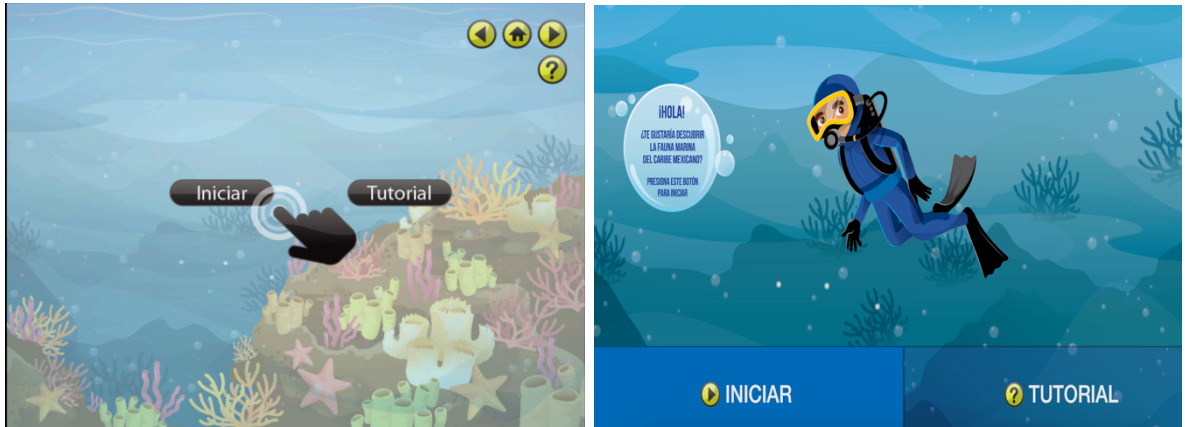 ?
Iniciar
Tutorial
¡HOLA!
¿TE GUSTARÍA DESCUBRIR
LA FAUNA MARINA
DEL CARIBE MEXICANO?
PRESIONA ESTE BOTÓN
PARA INICIAR
INICIAR
? TUTORIAL